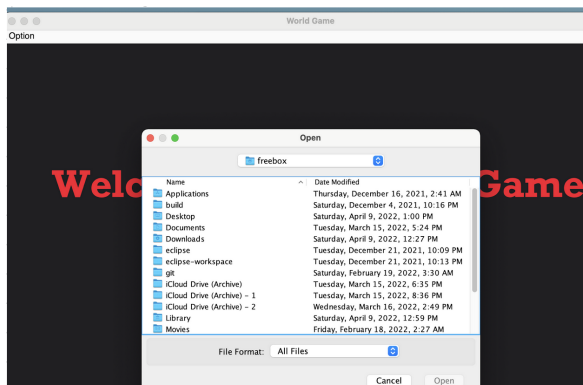 World Game
Option
Open
freebox
Welc Game
Name Date Modified
Applications Thursday, December 16, 2021, 2:41 AM
build Saturday, December 4, 2021, 10:16 PM
Desktop Saturday, April 9, 2022, 1:00 PM
Documents Tuesday, March 15, 2022, 5:24 PM
Downloads Saturday, April 9, 2022, 12:27 PM
eclipse Tuesday, December 21, 2021, 10:09 PM
eclipse-workspace Tuesday, December 21, 2021, 10:13 PM
git Saturday, February 19, 2022, 3:30 AM
iCloud Drive (Archive) Tuesday, March 15, 2022, 6:35 PM
iCloud Drive (Archive) – 1 Tuesday, March 15, 2022, 8:36 PM
iCloud Drive (Archive) – 2 Wednesday, March 16, 2022, 2:49 PM
Library Saturday, April 9, 2022, 12:59 PM
Movies Friday, February 18, 2022, 2:27 AM
File Format: All Files
Cancel Open